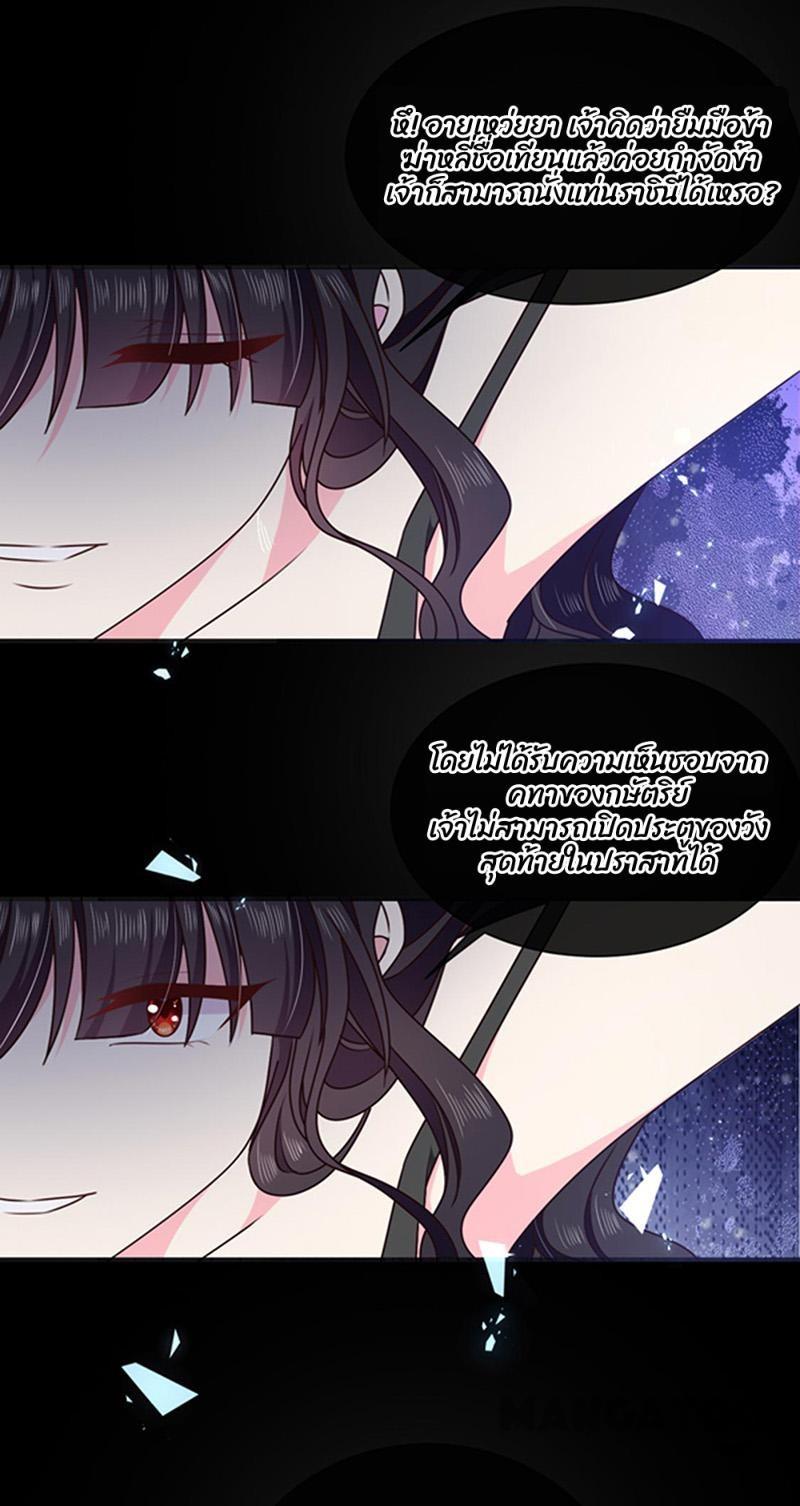 หึ! อายเหว่ยยา เจ้าคิดว่ายืมมือข้า
ฆ่าหลี่ชื่อเทียนแล้วค่อยกำจัดข้า
เจ้าก็สามารถนั่งแท่นราชินีได้เหรอ?
โดยไม่ได้รับความเห็นชอบจาก
คทาของกษัตริย์
เจ้าไม่สามารถเปิดประตูของวัง
สุดท้ายในปราสาทได้